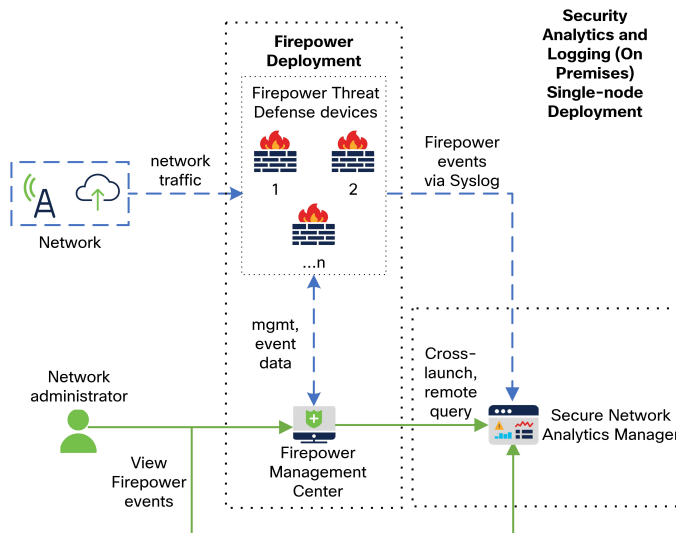 Security
Analytics and
Logging (On
Premises)
Single-node
Deployment
Firepower
Deployment
Firepower Threat
Defense devices
1
2
...n
network
traffic
Network
Firepower
events
via Syslog
mgmt,
event
data
Cross-
launch,
remote
query
Network
administrator
View
Firepower
events
Firepower
Management
Center
Secure Network
Analytics Manager